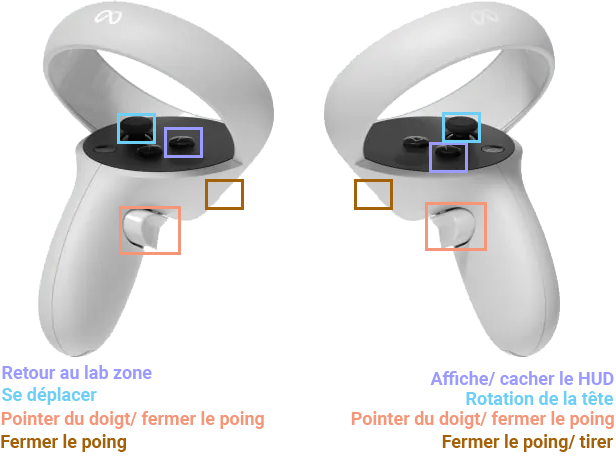 Retour au lab zone
Se déplacer
Pointer du doigt/ fermer le poing
Fermer le poing
Affiche/ cacher le HUD
Rotation de la tête
Pointer du doigt/ fermer le poing
Fermer le poing/ tirer